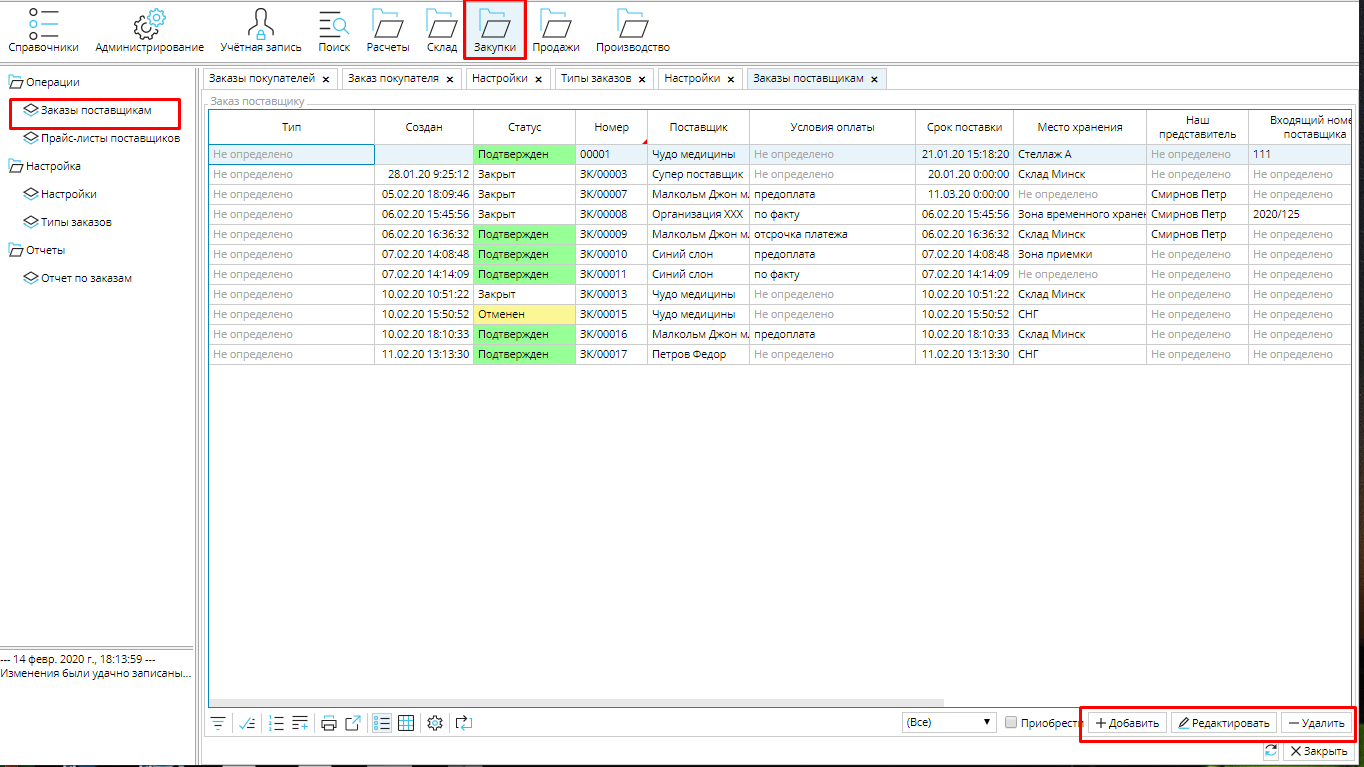 Справочники Администрирование Учётная запись Поиск Расчеты Склад Закупки Продажи Производство
Операции
Заказы поставщикам
Прайс-листы поставщиков
Настройка
Настройки
Типы заказов
Отчеты
Отчет по заказам
--- 14 февр. 2020 г., 18:13:59 ---
Изменения были удачно записаны...
Заказы покупателей Заказ покупателя Настройки Типы заказов Настройки Заказы поставщикам
Заказ поставщику
Тип Создан Статус Номер Поставщик Условия оплаты Срок поставки Место хранения Наш представитель Входящий номе поставщика
Не определено Подтвержден 00001 Чудо медицины Не определено 21.01.20 15:18:20 Стеллаж А Не определено 111
Не определено 28.01.20 9:25:12 Закрыт ЗК/00003 Супер поставщик Не определено 20.01.20 0:00:00 Склад Минск Не определено Не определено
Не определено 05.02.20 18:09:46 Закрыт ЗК/00007 Малкольм Джон м. предоплата 11.03.20 0:00:00 Не определено Смирнов Петр Не определено
Не определено 06.02.20 15:45:56 Закрыт ЗК/00008 Организация ХХХ по факту 06.02.20 15:45:56 Зона временного хранен Смирнов Петр 2020/125
Не определено 06.02.20 16:36:32 Подтвержден ЗК/00009 Малкольм Джон м. отсрочка платежа 06.02.20 16:36:32 Склад Минск Смирнов Петр Не определено
Не определено 07.02.20 14:08:48 Подтвержден ЗК/00010 Синий слон предоплата 07.02.20 14:08:48 Зона приемки Не определено Не определено
Не определено 07.02.20 14:14:09 Подтвержден ЗК/00011 Синий слон по факту 07.02.20 14:14:09 Не определено Не определено Не определено
Не определено 10.02.20 10:51:22 Закрыт ЗК/00013 Чудо медицины Не определено 10.02.20 10:51:22 Склад Минск Не определено Не определено
Не определено 10.02.20 15:50:52 Отменен ЗК/00015 Чудо медицины Не определено 10.02.20 15:50:52 СНГ Не определено Не определено
Не определено 10.02.20 18:10:33 Подтвержден ЗК/00016 Малкольм Джон м. предоплата 10.02.20 18:10:33 Склад Минск Не определено Не определено
Не определено 11.02.20 13:13:30 Подтвержден ЗК/00017 Петров Федор Не определено 11.02.20 13:13:30 СНГ Не определено Не определено
(Все) Приобрести Добавить Редактировать Удалить
Закрыть